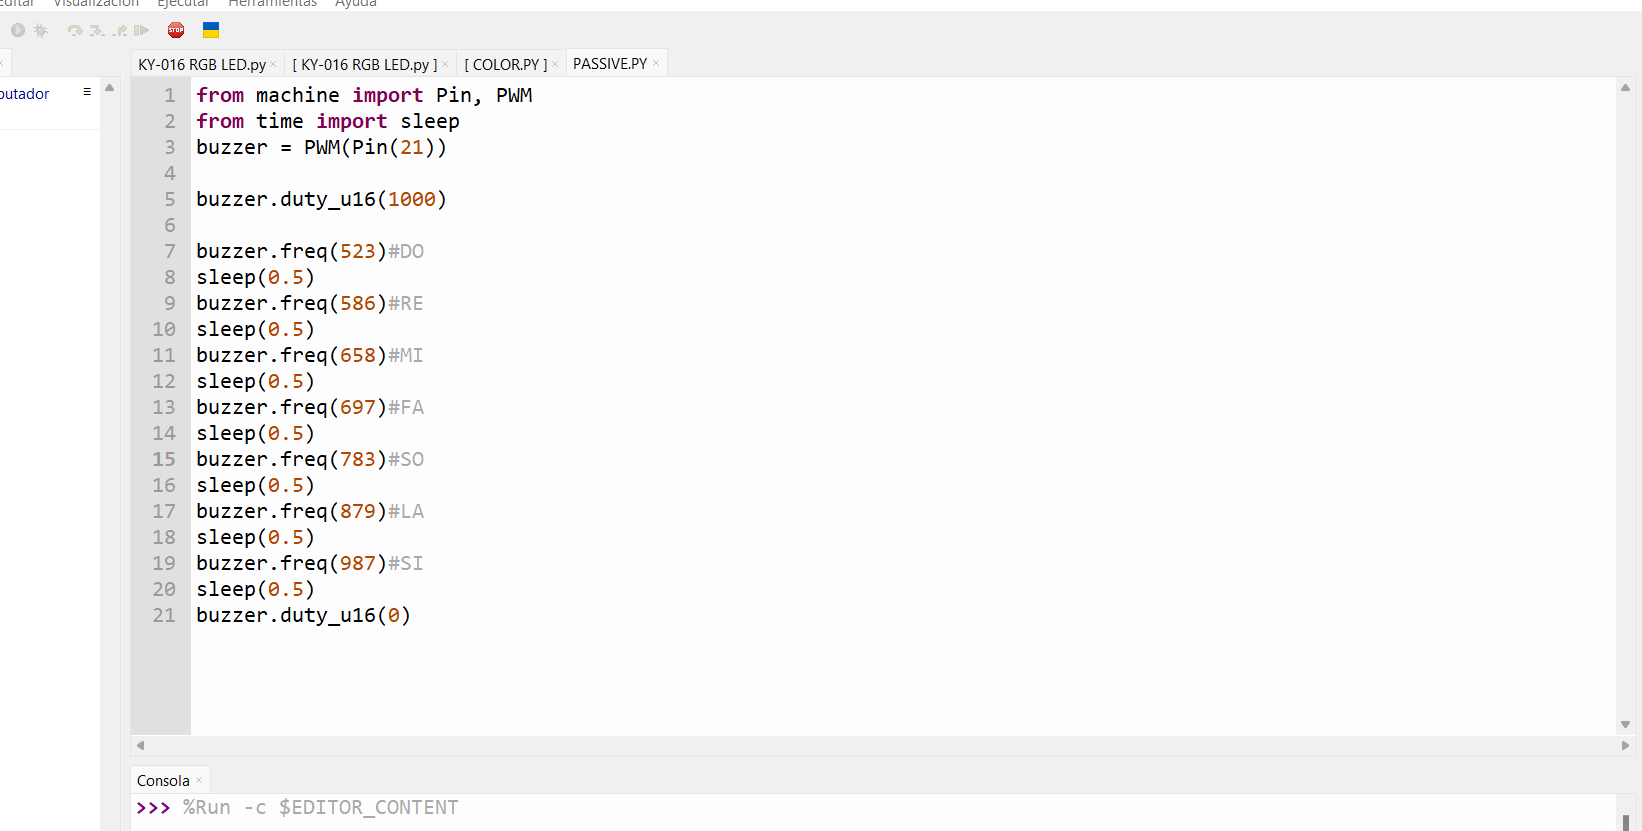 Editar Visualización Ejecutar Herramientas Ayuda
STOP
KY-016 RGB LED.py × [ KY-016 RGB LED.py ] × [ COLOR.PY ] × PASSIVE.PY ×
putador ≡
1 from machine import Pin, PWM
2 from time import sleep
3 buzzer = PWM(Pin(21))
4
5 buzzer.duty_u16(1000)
6
7 buzzer.freq(523)#DO
8 sleep(0.5)
9 buzzer.freq(586)#RE
10 sleep(0.5)
11 buzzer.freq(658)#MI
12 sleep(0.5)
13 buzzer.freq(697)#FA
14 sleep(0.5)
15 buzzer.freq(783)#SO
16 sleep(0.5)
17 buzzer.freq(879)#LA
18 sleep(0.5)
19 buzzer.freq(987)#SI
20 sleep(0.5)
21 buzzer.duty_u16(0)
Consola ×
>>> %Run -c $EDITOR_CONTENT